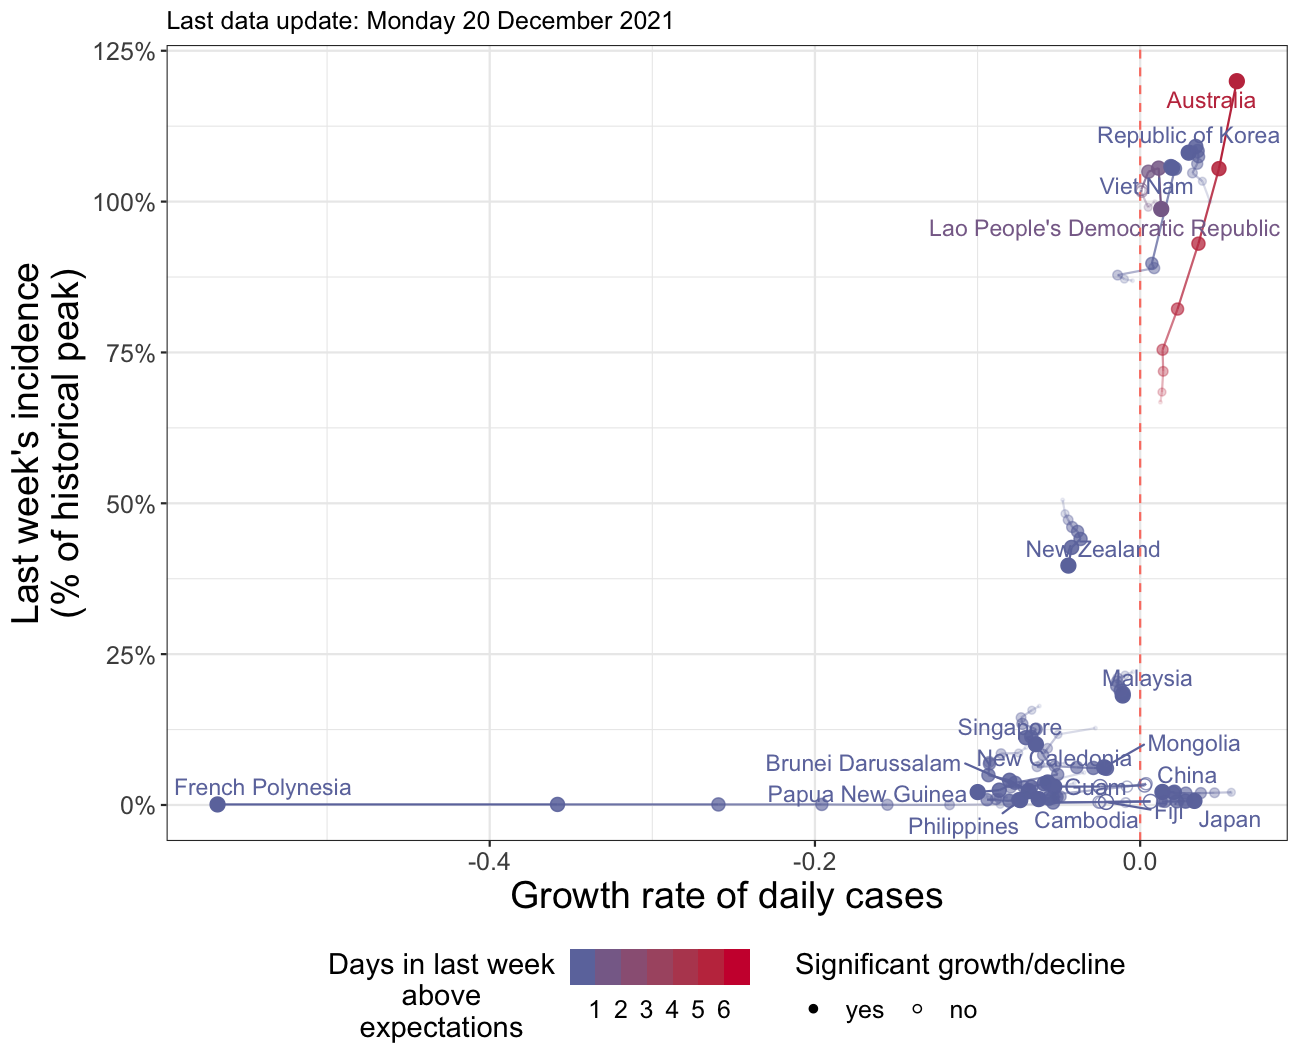 Last data update: Monday 20 December 2021
125%
100%
75%
50%
25%
0%
Last week's incidence
(% of historical peak)
Australia
Republic of Korea
Viet Nam
Lao People's Democratic Republic
New Zealand
Malaysia
Singapore
Mongolia
New Caledonia
Brunei Darussalam
China
French Polynesia
Guam
Papua New Guinea
Fiji
Philippines
Cambodia
Japan
-0.4
-0.2
0.0
Growth rate of daily cases
Days in last week
above
expectations
1 2 3 4 5 6
Significant growth/decline
yes
no